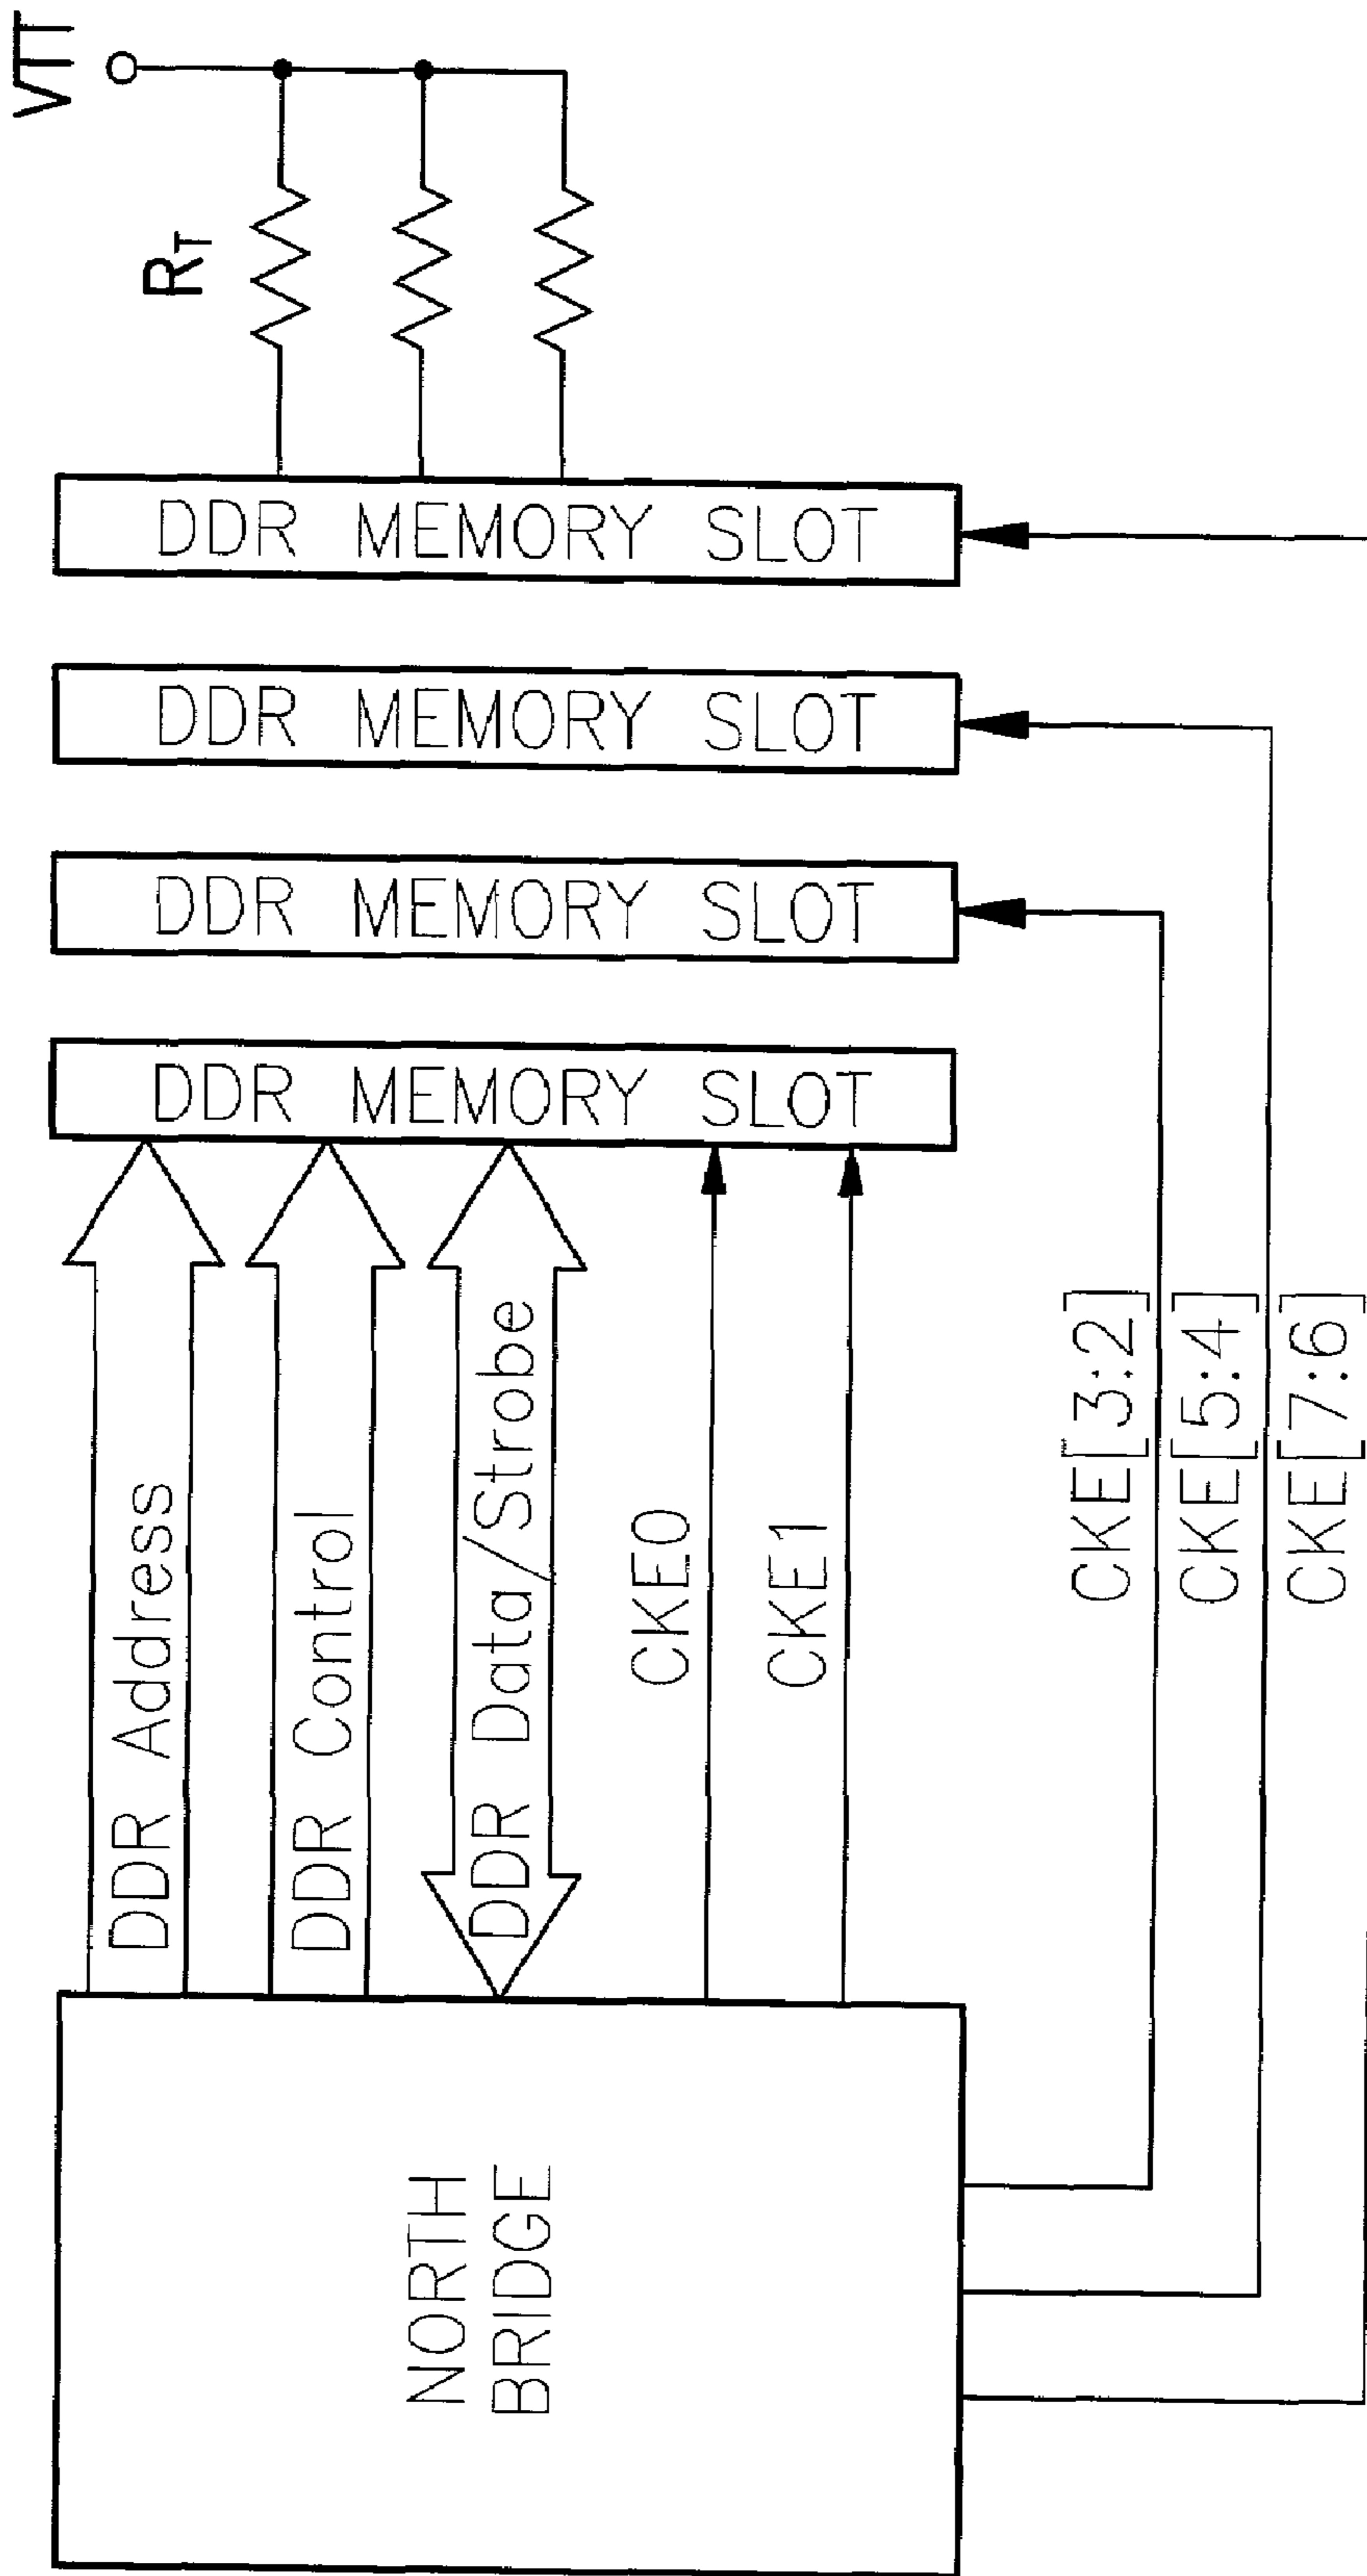 VTT
RT
DDR MEMORY SLOT
DDR MEMORY SLOT
DDR MEMORY SLOT
DDR MEMORY SLOT
DDR Address
DDR Control
DDR Data/Strobe
CKE0
CKE1
CKE[3:2]
CKE[5:4]
CKE[7:6]
NORTH
BRIDGE